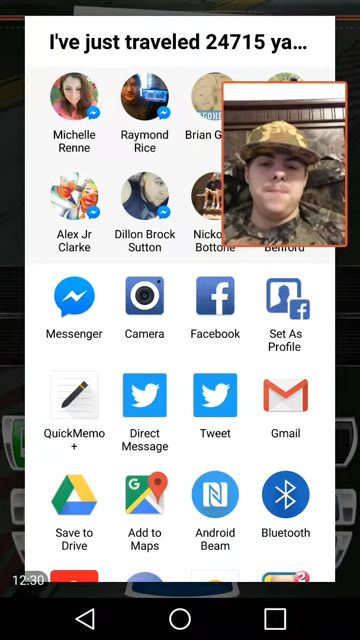 I've just traveled 24715 ya...
Michelle
Renne
Raymond
Rice
Brian G
Alex Jr
Clarke
Dillon Brock
Sutton
Nicko
Botton
Benford
Messenger
Camera
Facebook
Set As
Profile
QuickMemo
+
Direct
Message
Tweet
Gmail
G
Save to
Drive
Add to
Maps
Android
Beam
Bluetooth
2
12:30